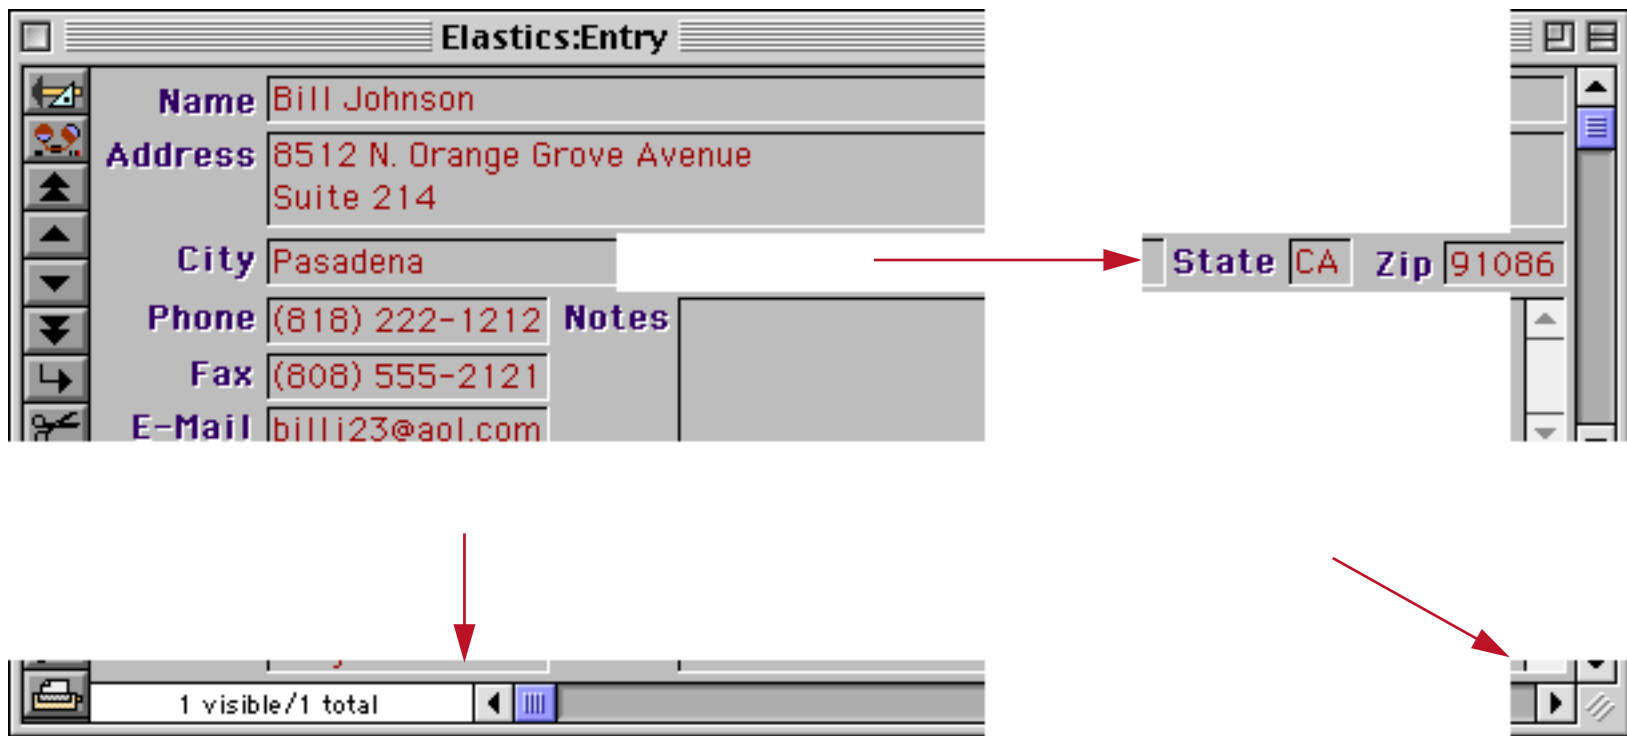 Elastics:Entry
Name Bill Johnson
Address 8512 N. Orange Grove Avenue
Suite 214
City Pasadena State CA Zip 91086
Phone (818) 222-1212 Notes
Fax (808) 555-2121
E-Mail billj23@aol.com
1 visible/1 total